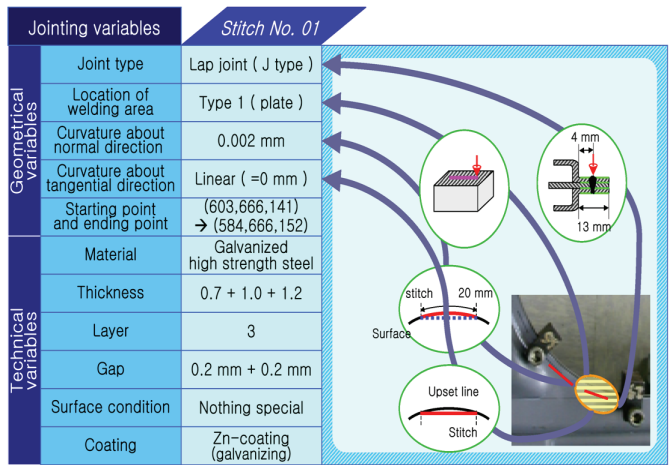 Jointing variables
Stitch No. 01
Geometrical
variables
Joint type
Lap joint ( J type )
Location of
welding area
Type 1 ( plate )
Curvature about
normal direction
0.002 mm
Curvature about
tangential direction
Linear ( =0 mm )
Starting point
and ending point
(603,666,141)
→ (584,666,152)
Technical
variables
Material
Galvanized
high strength steel
Thickness
0.7 + 1.0 + 1.2
Layer
3
Gap
0.2 mm + 0.2 mm
Surface condition
Nothing special
Coating
Zn-coating
(galvanizing)
4 mm
13 mm
stitch
20 mm
Surface
Upset line
Stitch